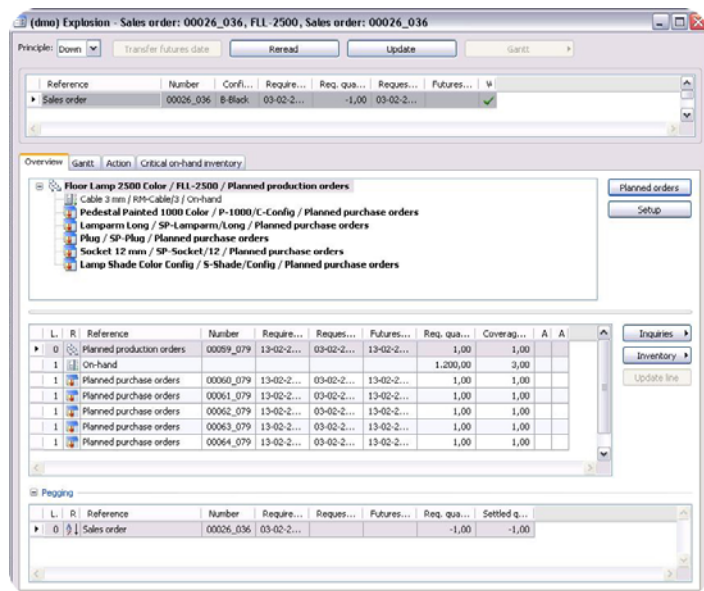 (dmo) Explosion - Sales order: 00026_036, FLL-2500, Sales order: 00026_036
Principle: Down Transfer futures date Reread Update Gantt
Reference Number Confi... Require... Req. qua... Reques... Futures...
Sales order 00026_036 B-Black 03-02-2... -1,00 03-02-2...
Overview Gantt Action Critical on-hand inventory
Floor Lamp 2500 Color / FLL-2500 / Planned production orders
Cable 3 mm / RM-Cable/3 / On-hand
Pedestal Painted 1000 Color / P-1000/C-Config / Planned purchase orders
Lamparm Long / SP-Lamparm/Long / Planned purchase orders
Plug / SP-Plug / Planned purchase orders
Socket 12 mm / SP-Socket/12 / Planned purchase orders
Lamp Shade Color Config / S-Shade/Config / Planned purchase orders
Planned orders
Setup
L. R Reference Number Require... Reques... Futures... Req. qua... Coverag... A A
0 Planned production orders 00059_079 13-02-2... 03-02-2... 13-02-2... 1,00 1,00
1 On-hand 1.200,00 3,00
1 Planned purchase orders 00060_079 13-02-2... 03-02-2... 13-02-2... 1,00 1,00
1 Planned purchase orders 00061_079 13-02-2... 03-02-2... 13-02-2... 1,00 1,00
1 Planned purchase orders 00062_079 13-02-2... 03-02-2... 13-02-2... 1,00 1,00
1 Planned purchase orders 00063_079 13-02-2... 03-02-2... 13-02-2... 1,00 1,00
1 Planned purchase orders 00064_079 13-02-2... 03-02-2... 13-02-2... 1,00 1,00
Inquiries
Inventory
Update line
Pegging
L. R Reference Number Require... Reques... Futures... Req. qua... Settled q...
0 Sales order 00026_036 03-02-2... -1,00 -1,00